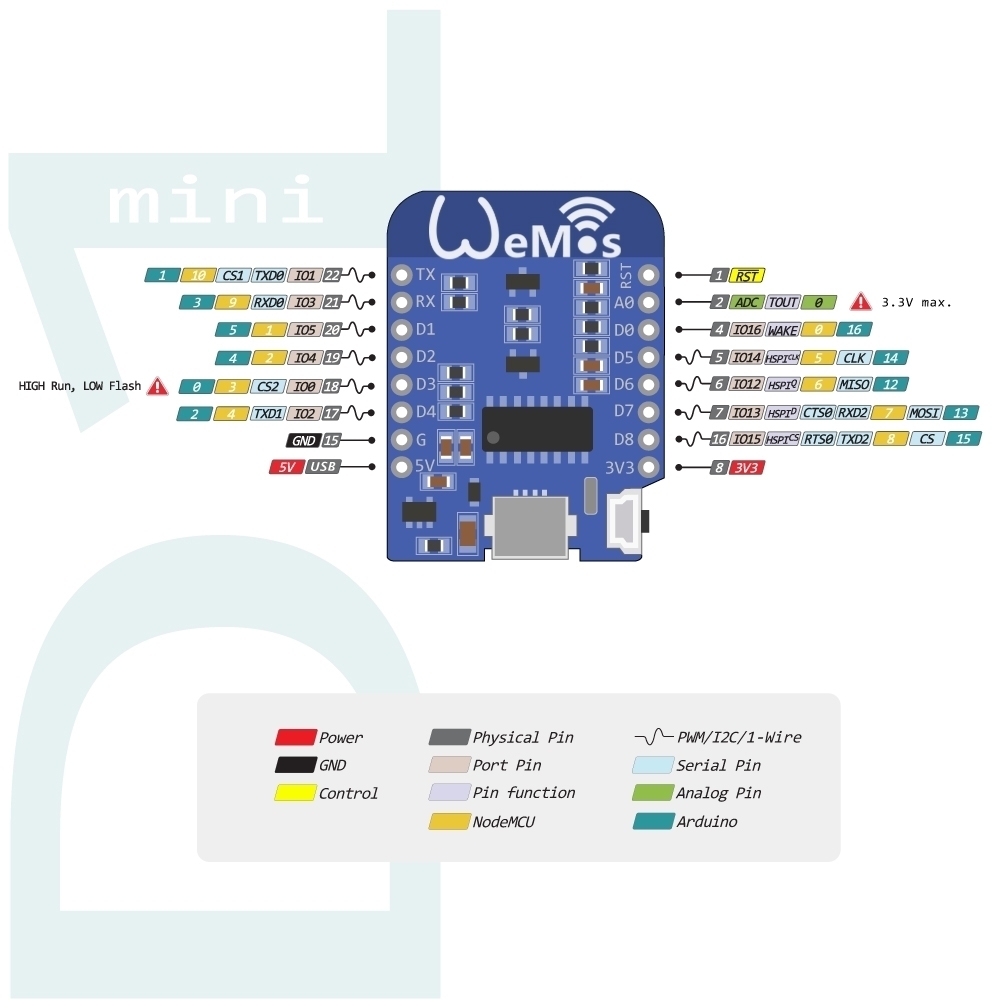 mini
WeMos
1 10 CS1 TXD0 IO1 22 TX RST 1 RST
3 9 RXD0 IO3 21 RX A0 2 ADC TOUT 0 3.3V max.
5 1 IO5 20 D1 D0 4 IO16 WAKE 0 16
4 2 IO4 19 D2 D5 5 IO14 HSPICLK 5 CLK 14
HIGH Run, LOW Flash 0 3 CS2 IO0 18 D3 D6 6 IO12 HSPIQ 6 MISO 12
2 4 TXD1 IO2 17 D4 D7 7 IO13 HSPID CTS0 RXD2 7 MOSI 13
GND 15 G D8 16 IO15 HSPICS RTS0 TXD2 8 CS 15
5V USB 5V 3V3 8 3V3
Power Physical Pin PWM/I2C/1-Wire
GND Port Pin Serial Pin
Control Pin function Analog Pin
NodeMCU Arduino
D1